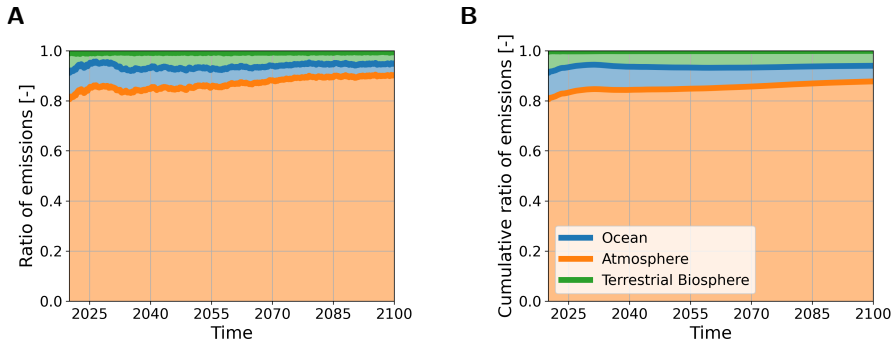 A
B
Ratio of emissions [-]
1.0
0.8
0.6
0.4
0.2
0.0
2025 2040 2055 2070 2085 2100
Time
Cumulative ratio of emissions [-]
1.0
0.8
0.6
0.4
0.2
0.0
Ocean
Atmosphere
Terrestrial Biosphere
2025 2040 2055 2070 2085 2100
Time